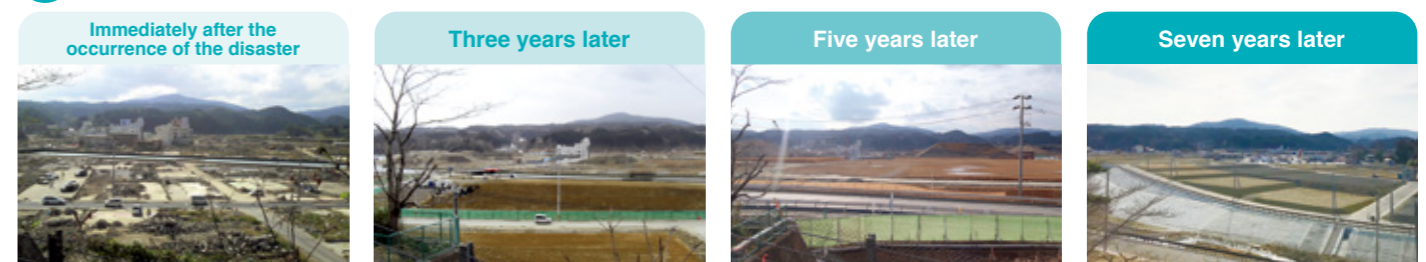 Immediately after the
occurrence of the disaster
Three years later
Five years later
Seven years later